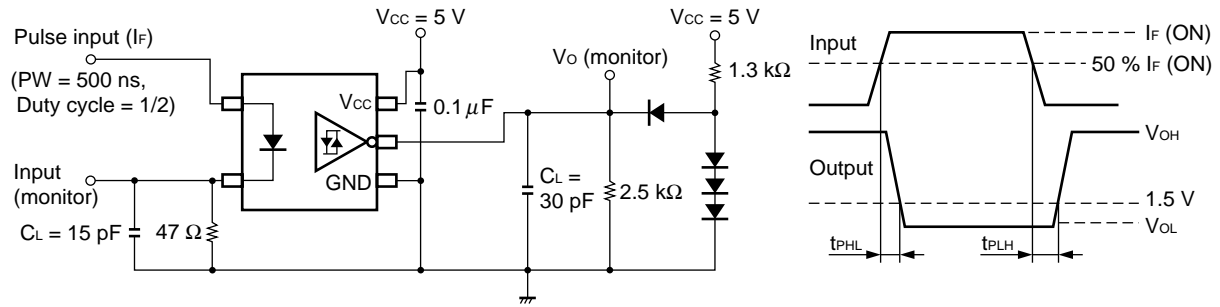 Pulse input (IF)
(PW = 500 ns,
Duty cycle = 1/2)
Input
(monitor)
CL = 15 pF
47 Ω
VCC
GND
VCC = 5 V
0.1 μF
VO (monitor)
CL =
30 pF
2.5 kΩ
VCC = 5 V
1.3 kΩ
Input
IF (ON)
50 % IF (ON)
Output
VOH
1.5 V
VOL
tPHL
tPLH